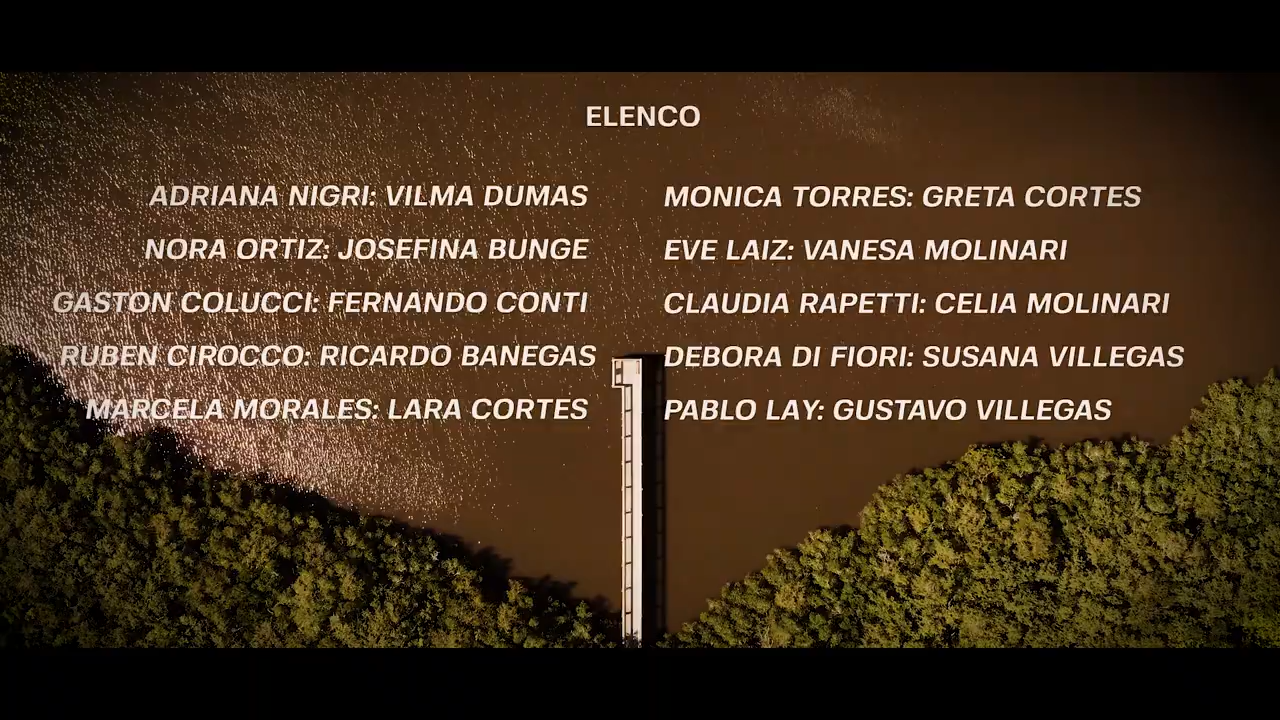 ELENCO
ADRIANA NIGRI: VILMA DUMAS
NORA ORTIZ: JOSEFINA BUNGE
GASTON COLUCCI: FERNANDO CONTI
RUBEN CIROCCO: RICARDO BANEGAS
MARCELA MORALES: LARA CORTES
MONICA TORRES: GRETA CORTES
EVE LAIZ: VANESA MOLINARI
CLAUDIA RAPETTI: CELIA MOLINARI
DEBORA DI FIORI: SUSANA VILLEGAS
PABLO LAY: GUSTAVO VILLEGAS